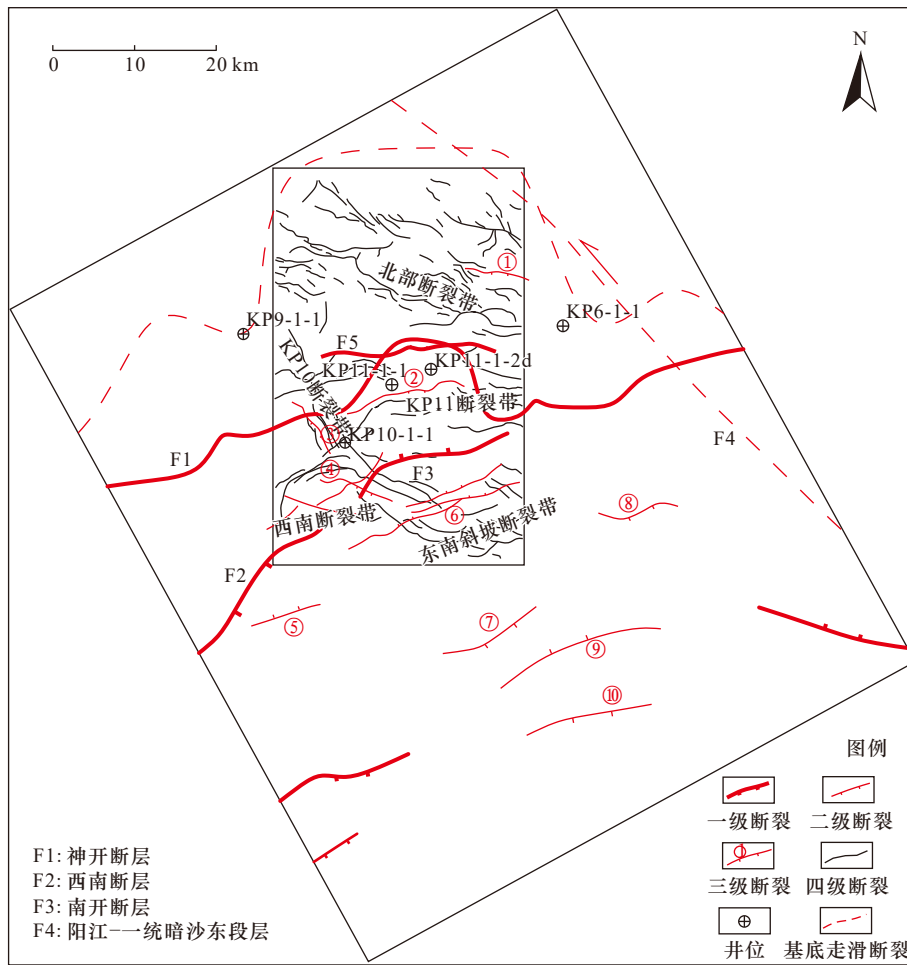 N
0 10 20 km
①
北部断裂带
KP9-1-1
KP6-1-1
F5
KP11-1-2d
KP11-1-1
②
KP10断裂带
KP11断裂带
③
KP10-1-1
F4
F1
④
F3
⑧
西南断裂带
⑥
东南斜坡断裂带
F2
⑤
⑦
⑨
⑩
图例
一级断裂
二级断裂
三级断裂
四级断裂
井位
基底走滑断裂
F1: 神开断层
F2: 西南断层
F3: 南开断层
F4: 阳江-一统暗沙东段层